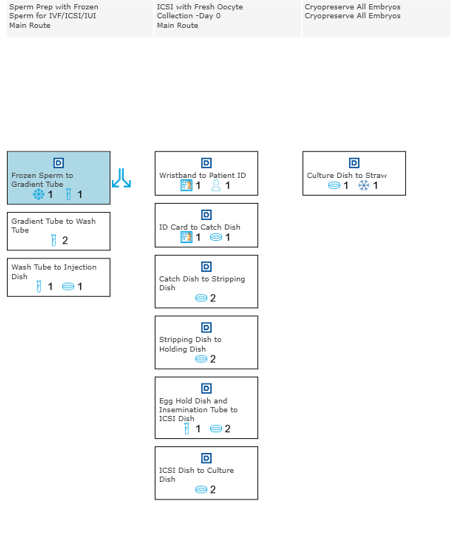 Sperm Prep with Frozen
Sperm for IVF/ICSI/IUI
Main Route
ICSI with Fresh Oocyte
Collection -Day 0
Main Route
Cryopreserve All Embryos
Cryopreserve All Embryos
D
Frozen Sperm to
Gradient Tube
1 1
Gradient Tube to Wash
Tube
2
Wash Tube to Injection
Dish
1 1
D
Wristband to Patient ID
1 1
D
ID Card to Catch Dish
1 1
D
Catch Dish to Stripping
Dish
2
D
Stripping Dish to
Holding Dish
2
D
Egg Hold Dish and
Insemination Tube to
ICSI Dish
1 2
D
ICSI Dish to Culture
Dish
2
D
Culture Dish to Straw
1 1